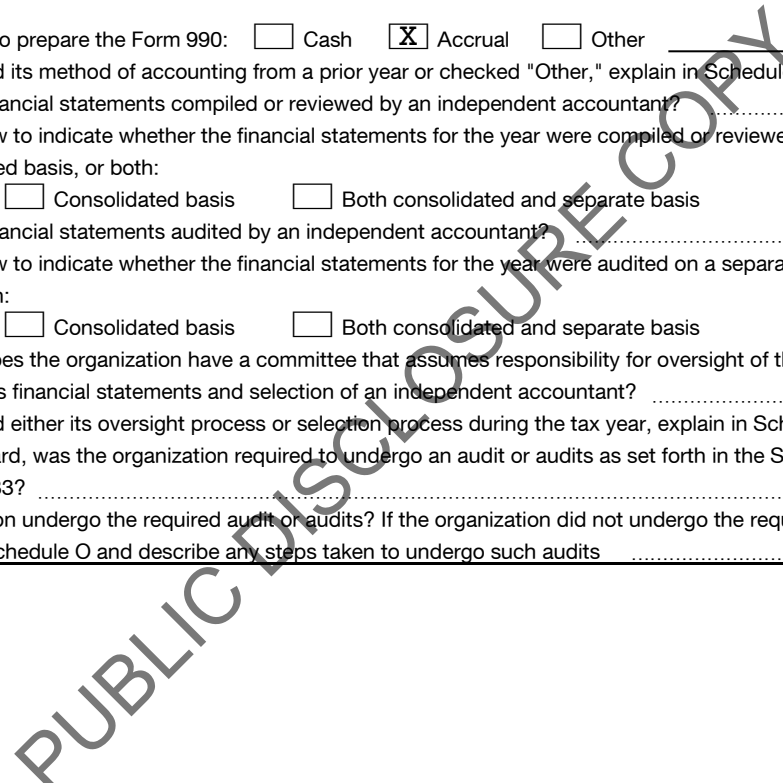 o prepare the Form 990: Cash X Accrual Other
d its method of accounting from a prior year or checked "Other," explain in Schedul
ancial statements compiled or reviewed by an independent accountant?
w to indicate whether the financial statements for the year were compiled or reviewe
ed basis, or both:
Consolidated basis Both consolidated and separate basis
ancial statements audited by an independent accountant?
w to indicate whether the financial statements for the year were audited on a separa
h:
Consolidated basis Both consolidated and separate basis
oes the organization have a committee that assumes responsibility for oversight of th
s financial statements and selection of an independent accountant?
d either its oversight process or selection process during the tax year, explain in Sch
ard, was the organization required to undergo an audit or audits as set forth in the S
33?
on undergo the required audit or audits? If the organization did not undergo the requ
chedule O and describe any steps taken to undergo such audits
PUBLIC DISCLOSURE COPY